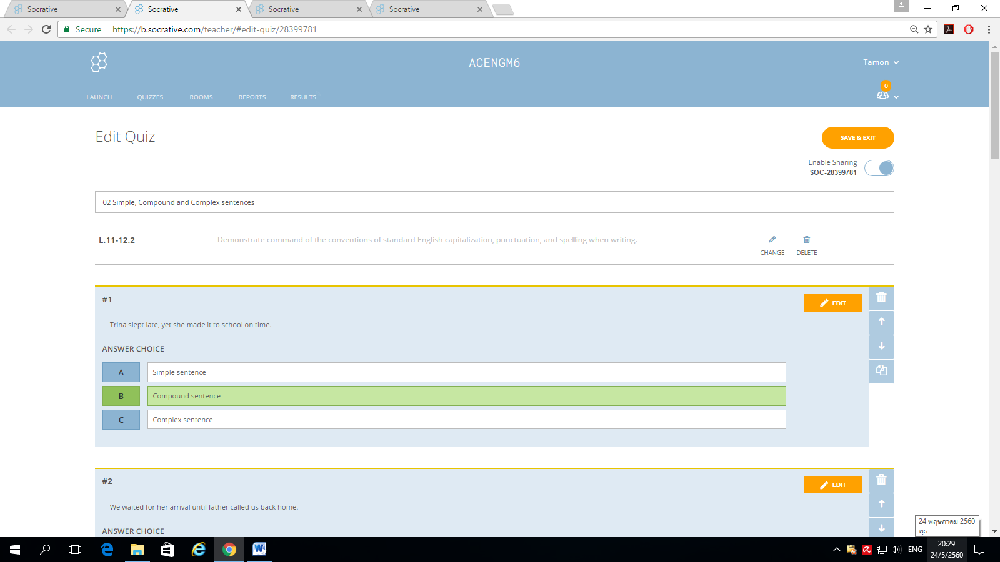 Socrative
Socrative
Socrative
Socrative
Secure
https://b.socrative.com/teacher/#edit-quiz/28399781
ACENGM6
Tamon
0
LAUNCH
QUIZZES
ROOMS
REPORTS
RESULTS
Edit Quiz
SAVE & EXIT
Enable Sharing
SOC-28399781
02 Simple, Compound and Complex sentences
L.11-12.2
Demonstrate command of the conventions of standard English capitalization, punctuation, and spelling when writing.
CHANGE
DELETE
#1
EDIT
Trina slept late, yet she made it to school on time.
ANSWER CHOICE
A
Simple sentence
B
Compound sentence
C
Complex sentence
#2
EDIT
We waited for her arrival until father called us back home.
ANSWER CHOICE
24 พฤษภาคม 2560
พุธ
ENG
20:29
24/5/2560